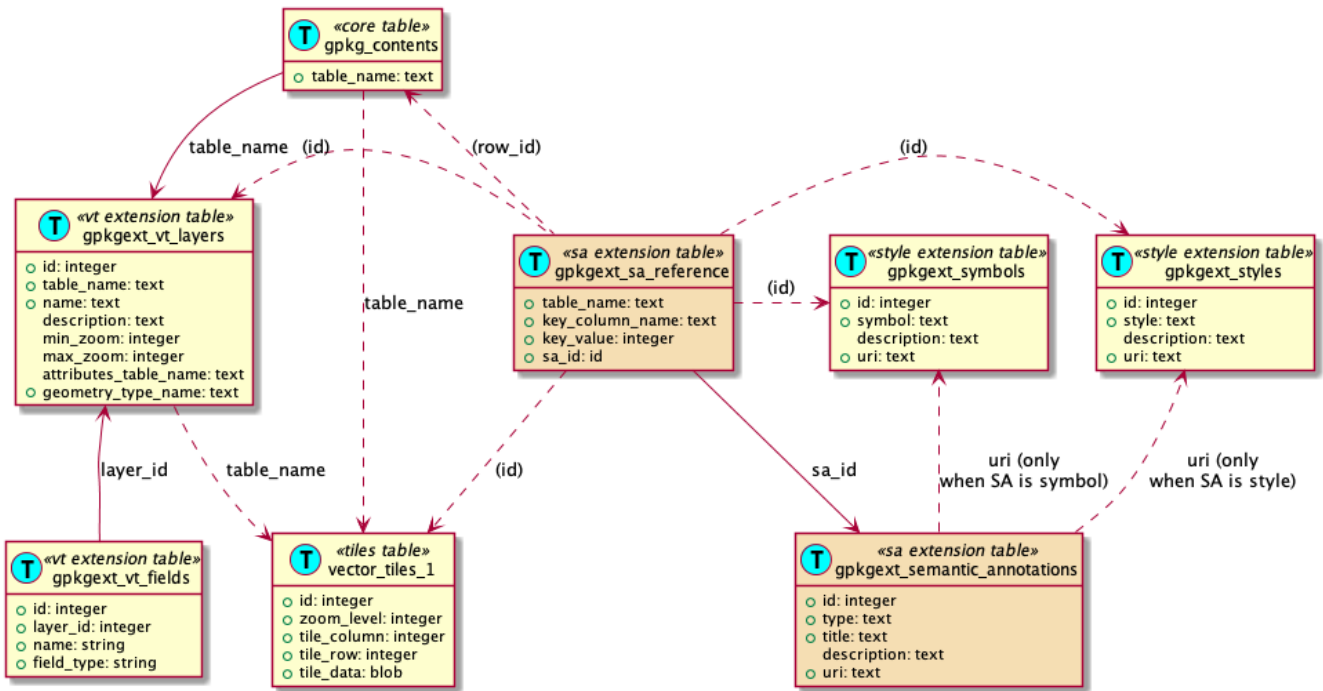 T «core table»
gpkg_contents
table_name: text
table_name
(id)
(row_id)
(id)
T «vt extension table»
gpkgext_vt_layers
id: integer
table_name: text
name: text
description: text
min_zoom: integer
max_zoom: integer
attributes_table_name: text
geometry_type_name: text
table_name
T «sa extension table»
gpkgext_sa_reference
table_name: text
key_column_name: text
key_value: integer
sa_id: id
(id)
T «style extension table»
gpkgext_symbols
id: integer
symbol: text
description: text
uri: text
T «style extension table»
gpkgext_styles
id: integer
style: text
description: text
uri: text
layer_id
table_name
(id)
sa_id
uri (only
when SA is symbol)
uri (only
when SA is style)
T «vt extension table»
gpkgext_vt_fields
id: integer
layer_id: integer
name: string
field_type: string
T «tiles table»
vector_tiles_1
id: integer
zoom_level: integer
tile_column: integer
tile_row: integer
tile_data: blob
T «sa extension table»
gpkgext_semantic_annotations
id: integer
type: text
title: text
description: text
uri: text